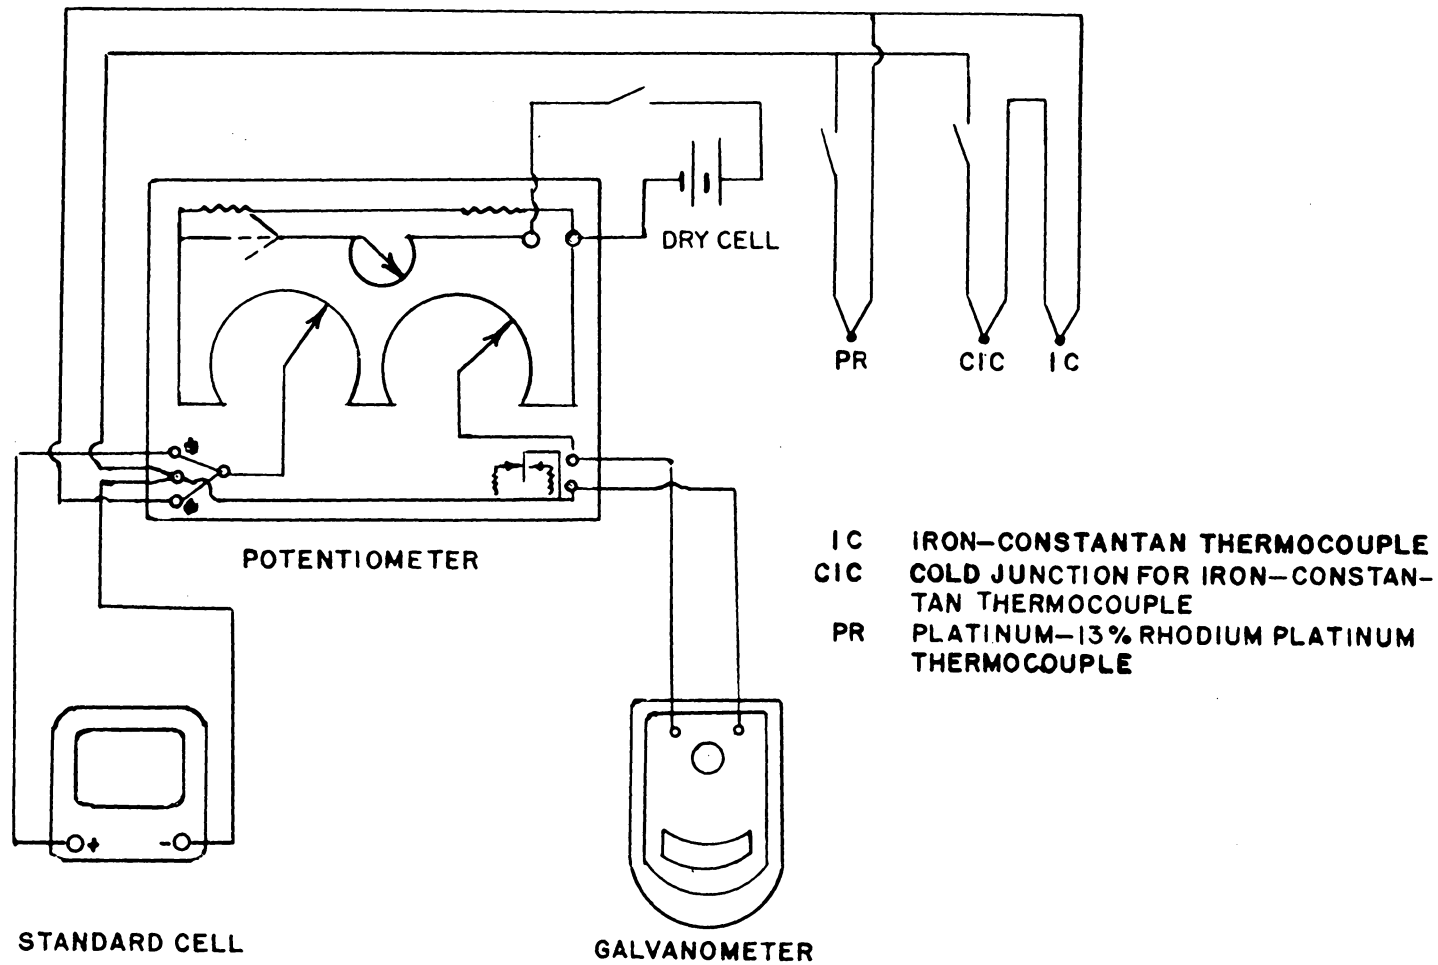 DRY CELL
PR
CIC
IC
POTENTIOMETER
IC IRON—CONSTANTAN THERMOCOUPLE
CIC COLD JUNCTION FOR IRON—CONSTAN-
TAN THERMOCOUPLE
PR PLATINUM—13% RHODIUM PLATINUM
THERMOCOUPLE
+ -
STANDARD CELL
GALVANOMETER